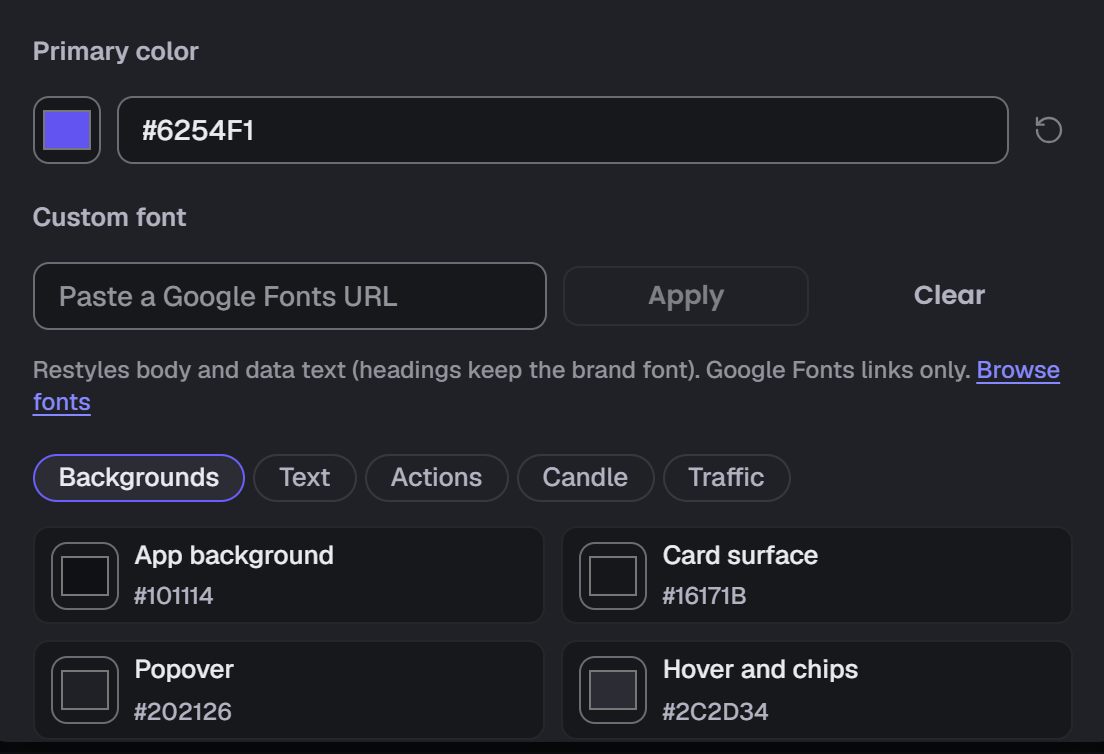 Primary color
#6254F1
Custom font
Paste a Google Fonts URL
Apply
Clear
Restyles body and data text (headings keep the brand font). Google Fonts links only. Browse
fonts
Backgrounds
Text
Actions
Candle
Traffic
App background
#101114
Card surface
#16171B
Popover
#202126
Hover and chips
#2C2D34